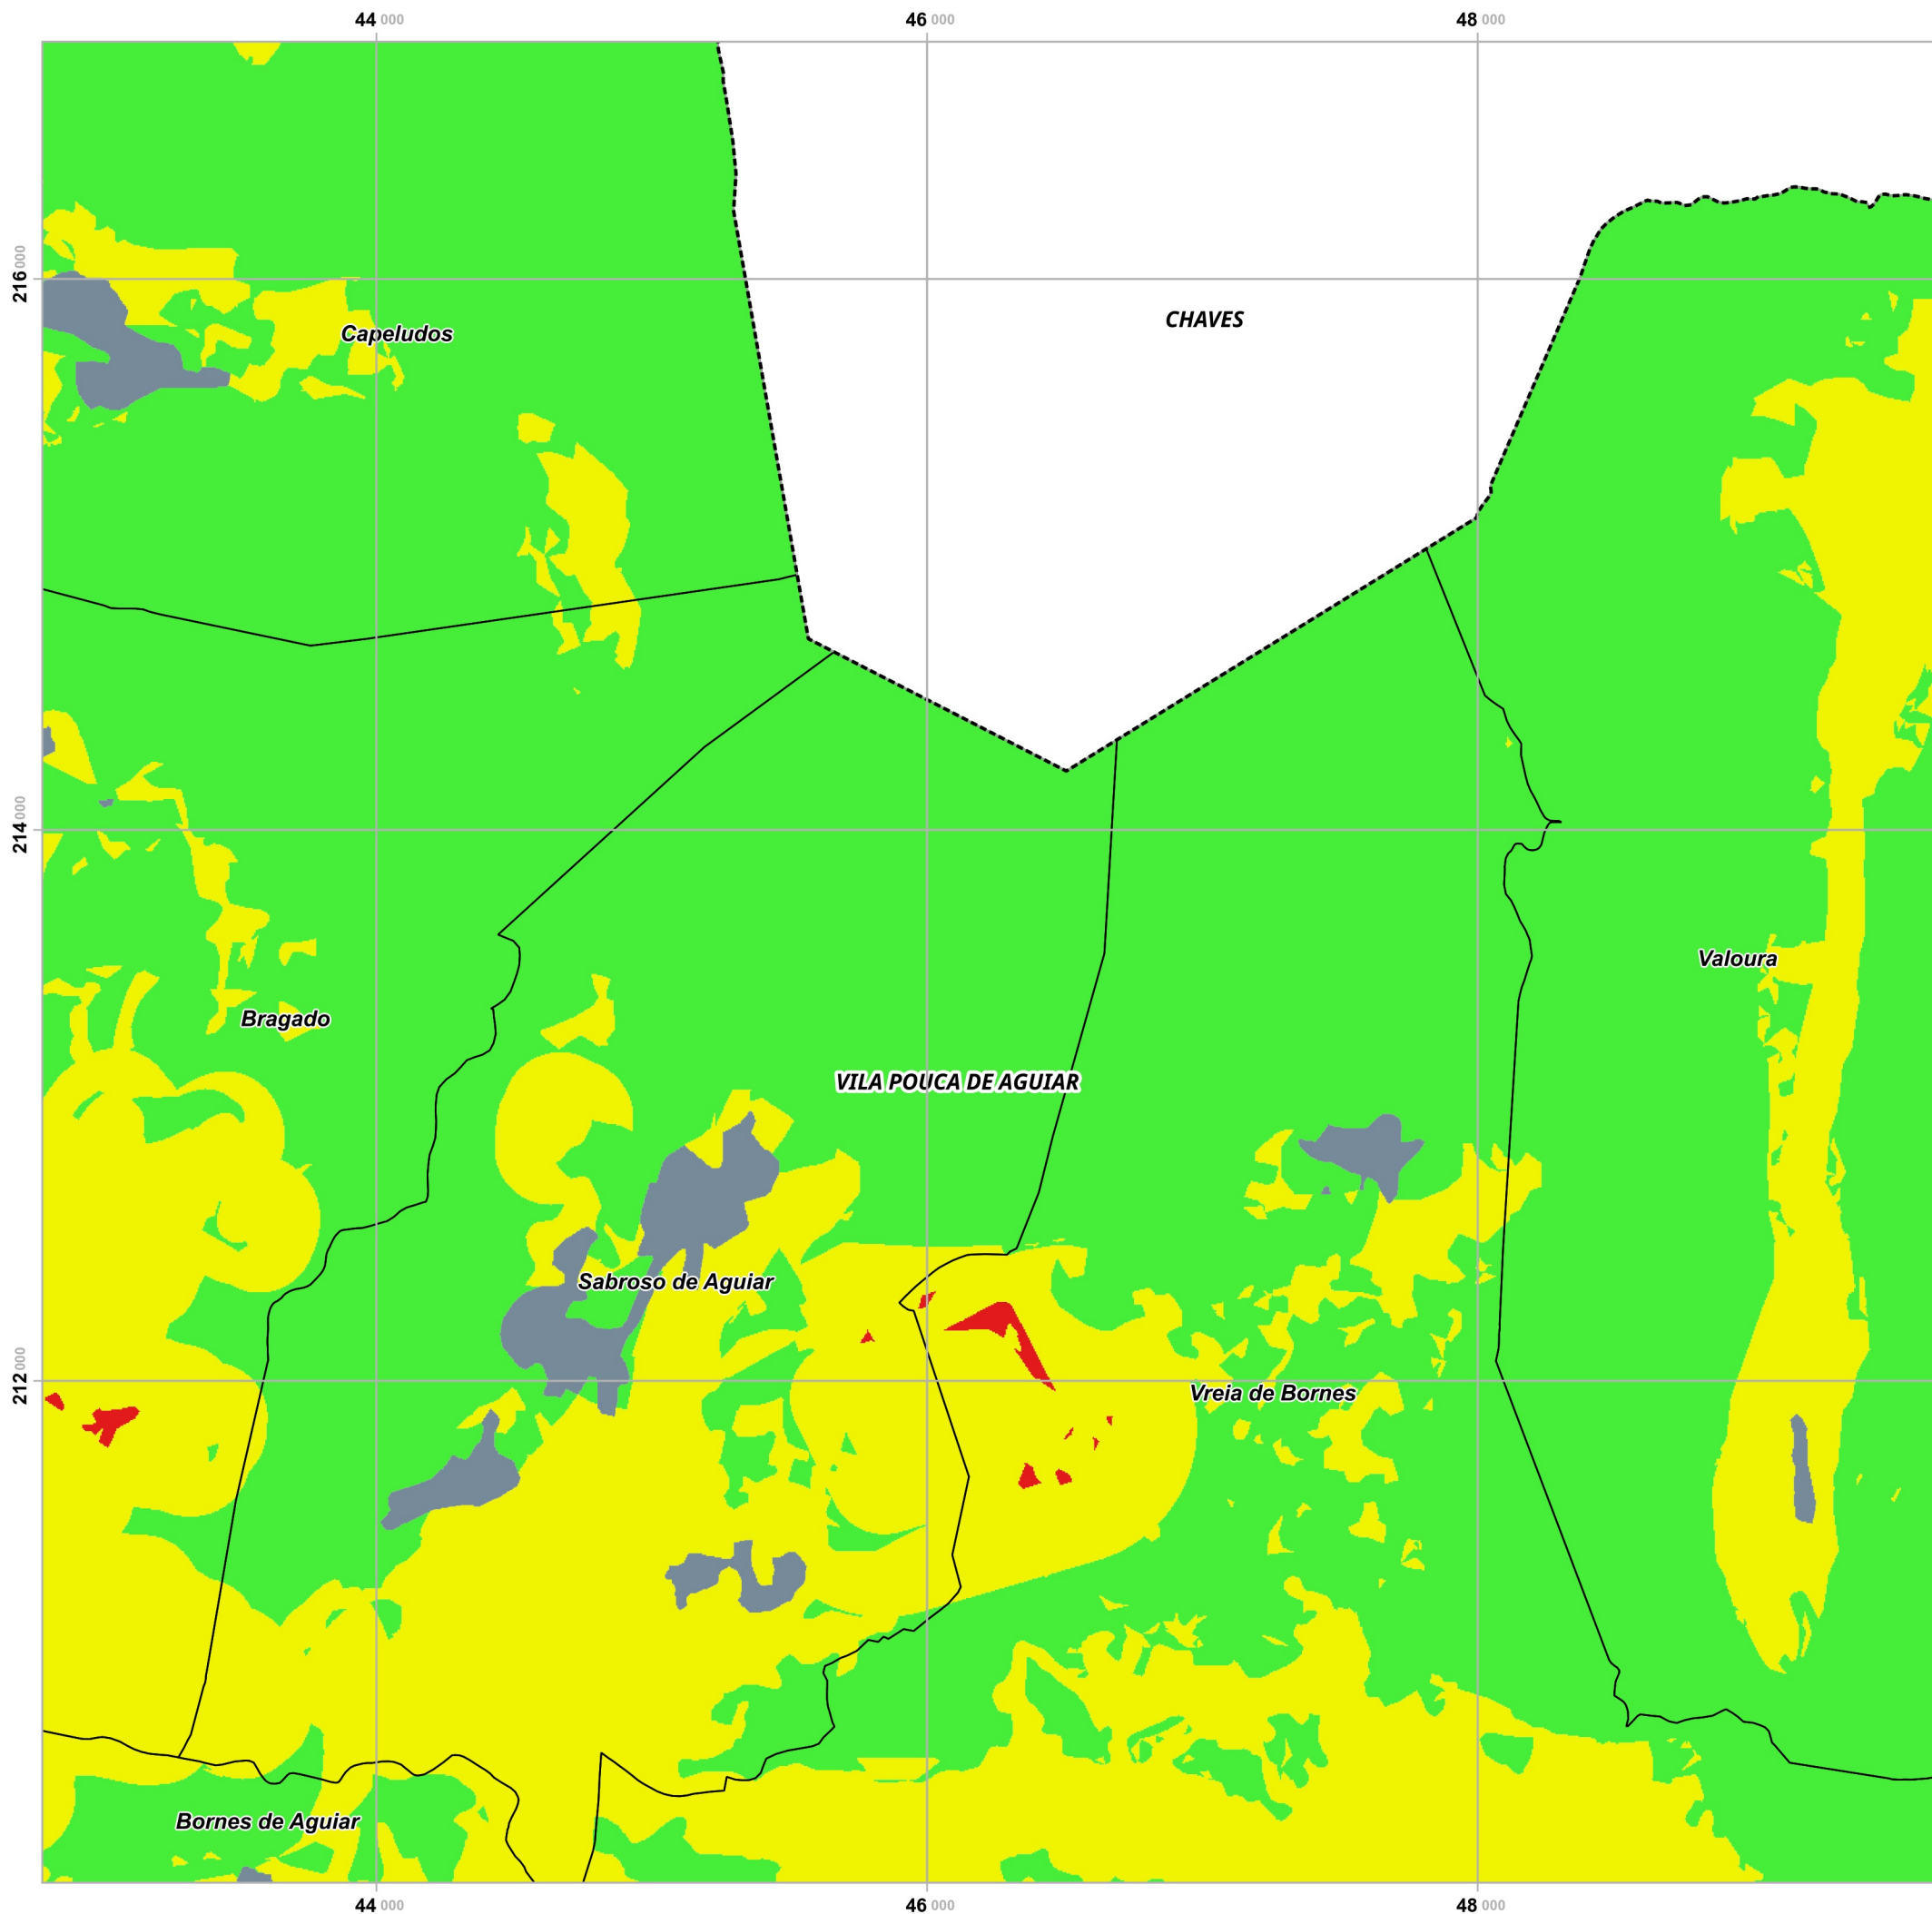 44 000 46 000 48 000
216 000
CHAVES
Capeludos
214 000
Valoura
Bragado
VILA POUCA DE AGUIAR
Sabroso de Aguiar
212 000
Vreia de Bornes
Bornes de Aguiar
44 000 46 000 48 000